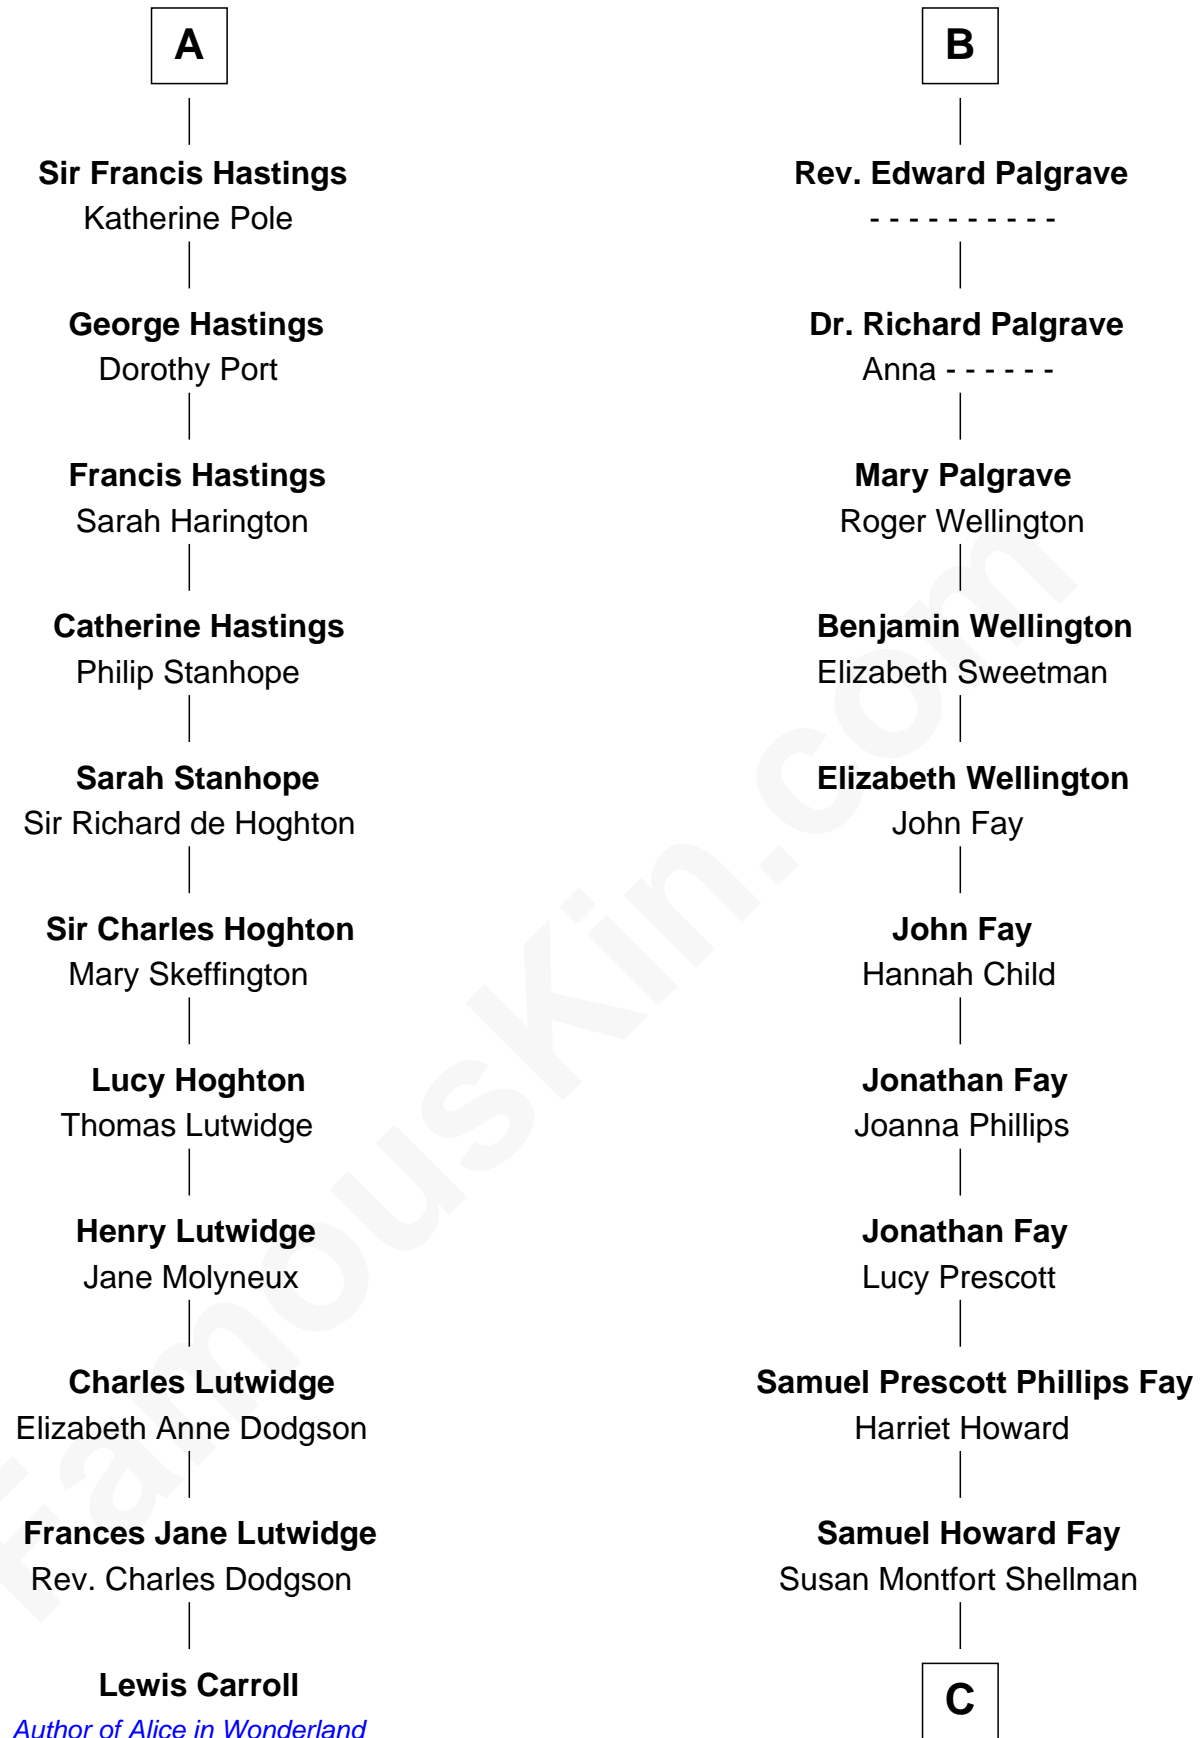 A
Sir Francis Hastings
Katherine Pole
George Hastings
Dorothy Port
Francis Hastings
Sarah Harington
Catherine Hastings
Philip Stanhope
Sarah Stanhope
Sir Richard de Hoghton
Sir Charles Hoghton
Mary Skeffington
Lucy Hoghton
Thomas Lutwidge
Henry Lutwidge
Jane Molyneux
Charles Lutwidge
Elizabeth Anne Dodgson
Frances Jane Lutwidge
Rev. Charles Dodgson
Lewis Carroll
Author of Alice in Wonderland
B
Rev. Edward Palgrave
- - - - - - - - - -
Dr. Richard Palgrave
Anna - - - - - -
Mary Palgrave
Roger Wellington
Benjamin Wellington
Elizabeth Sweetman
Elizabeth Wellington
John Fay
John Fay
Hannah Child
Jonathan Fay
Joanna Phillips
Jonathan Fay
Lucy Prescott
Samuel Prescott Phillips Fay
Harriet Howard
Samuel Howard Fay
Susan Montfort Shellman
C
FamousKin.com